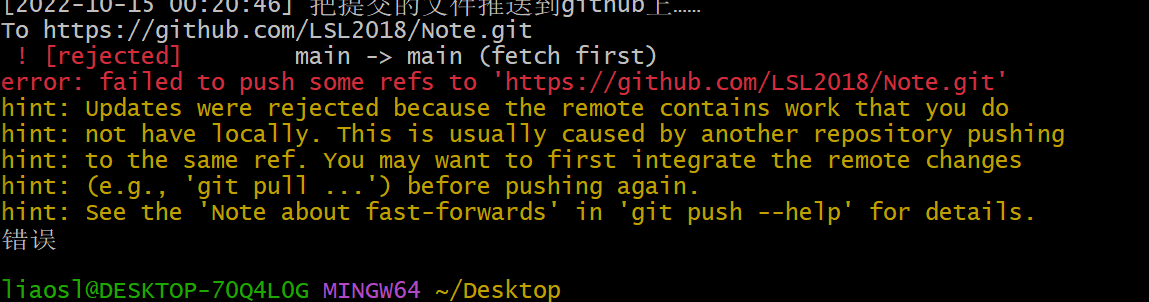 [2022-10-15 00:20:46] 把提交的文件推送到github上……
To https://github.com/LSL2018/Note.git
 ! [rejected]        main -> main (fetch first)
error: failed to push some refs to 'https://github.com/LSL2018/Note.git'
hint: Updates were rejected because the remote contains work that you do
hint: not have locally. This is usually caused by another repository pushing
hint: to the same ref. You may want to first integrate the remote changes
hint: (e.g., 'git pull ...') before pushing again.
hint: See the 'Note about fast-forwards' in 'git push --help' for details.
错误
liaosl@DESKTOP-7OQ4LOG MINGW64 ~/Desktop